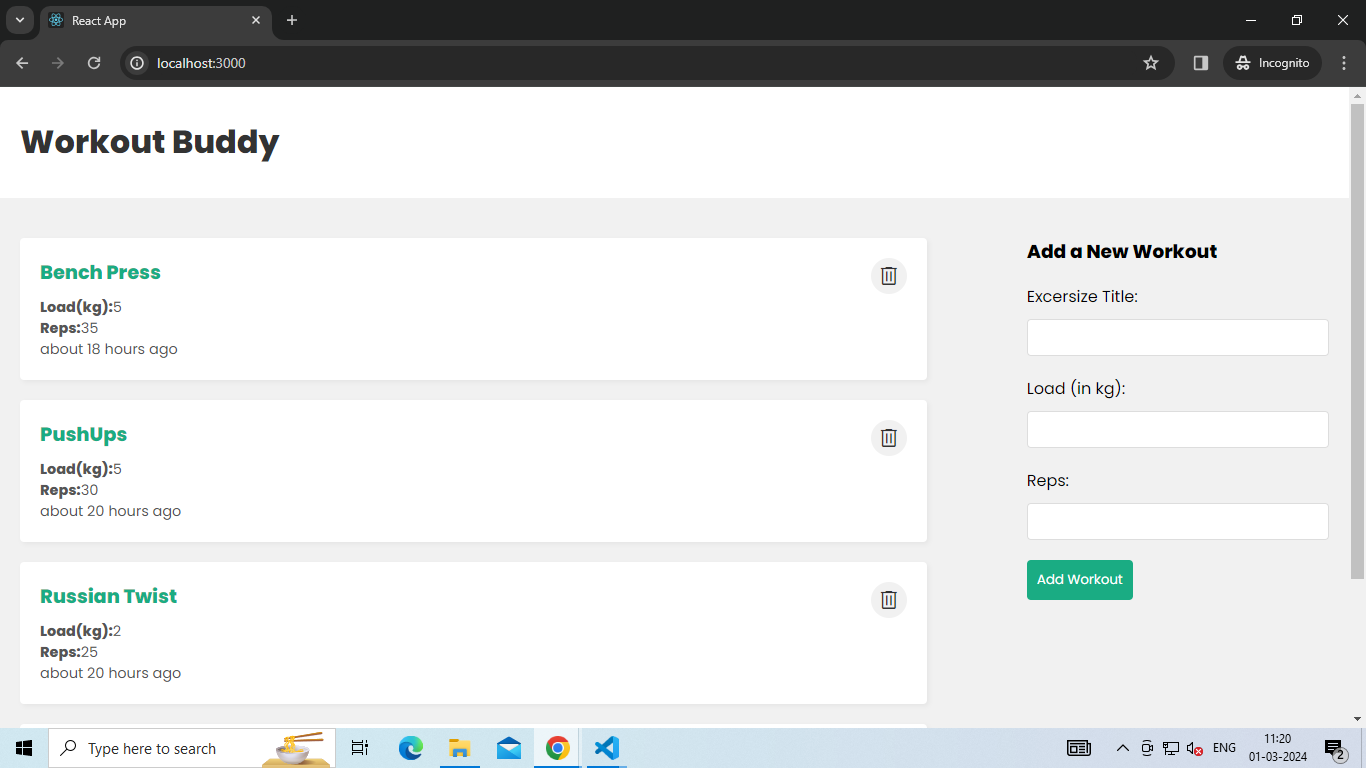 React App
localhost:3000
Incognito
Workout Buddy
Bench Press
Load(kg):5
Reps:35
about 18 hours ago
PushUps
Load(kg):5
Reps:30
about 20 hours ago
Russian Twist
Load(kg):2
Reps:25
about 20 hours ago
Add a New Workout
Excersize Title:
Load (in kg):
Reps:
Add Workout
Type here to search
ENG
11:20
01-03-2024
2